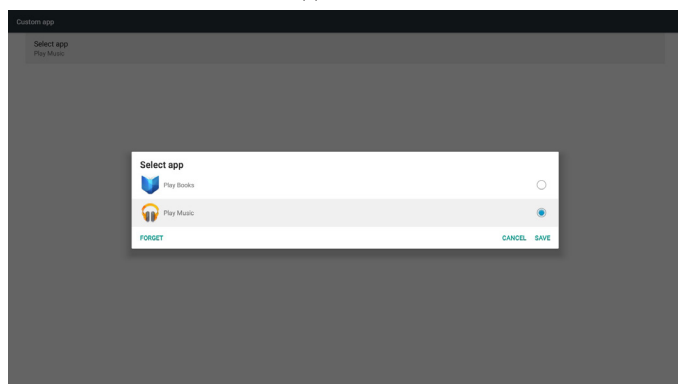 Custom app
Select app
Play Music
Select app
Play Books
Play Music
FORGET
CANCEL SAVE